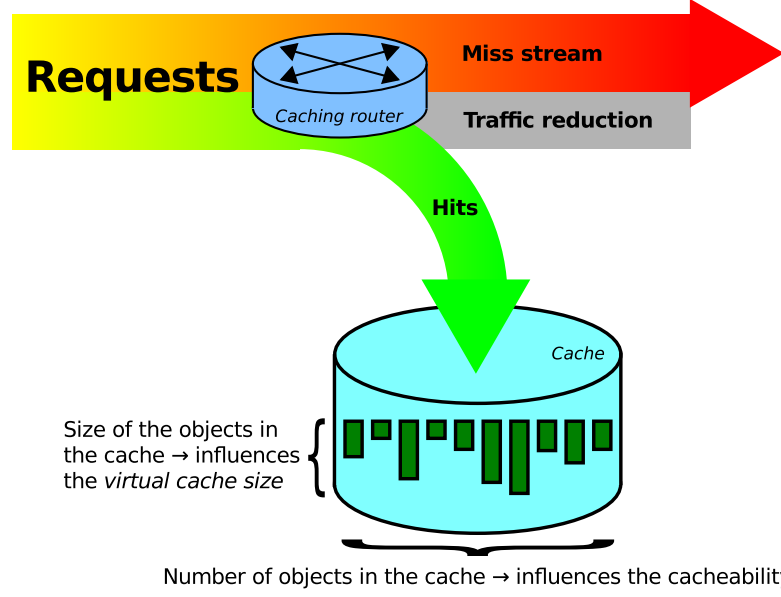 Requests
Miss stream
Caching router
Traffic reduction
Hits
Cache
Size of the objects in
the cache → influences
the virtual cache size
Number of objects in the cache → influences the